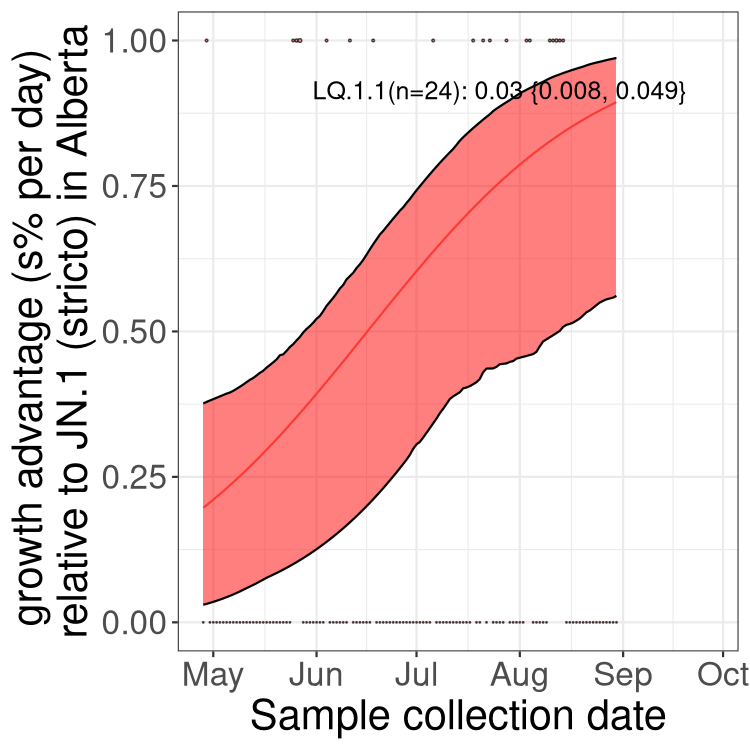 growth advantage (s% per day)
relative to JN.1 (stricto) in Alberta
1.00
0.75
0.50
0.25
0.00
LQ.1.1(n=24): 0.03 {0.008, 0.049}
May Jun Jul Aug Sep Oct
Sample collection date